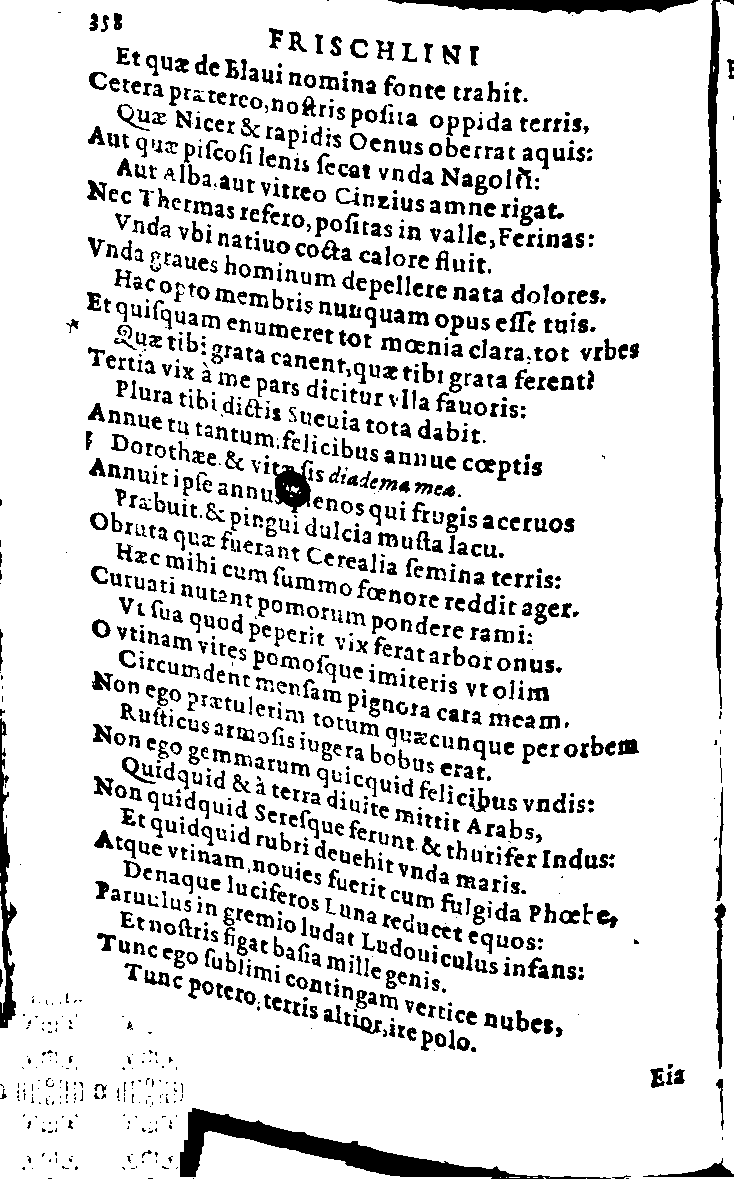 358
FRISCHLINI
Et quæ de Blaui nomina fonte trahit.
Cetera prætereo, noſtris poſita oppida terris,
Quæ Nicer & rapidis Oenus oberrat aquis:
Aut quæ piſcoſi lenis ſecat vnda Nagolti:
Aut Alba, aut vitreo Cinzius amne rigat.
Nec Thermas refero, poſitas in valle, Ferinas:
Vnda vbi natiuo cocta calore fluit.
Vnda graues hominum depellere nata dolores.
Hac opto membris nunquam opus eſſe tuis.
Et quiſquam enumeret tot mœnia clara, tot vrbes
* Quæ tibi grata canent, quæ tibi grata ferent?
Tertia vix à me pars dicitur vlla fauoris:
Plura tibi dictis Sueuia tota dabit.
Annue tu tantum: felicibus annue cœptis
Dorothæe. & vitæ ſis diadema meæ.
Annuit ipſe annus plenos qui frugis aceruos
Præbuit. & pingui dulcia muſta lacu.
Obruta quæ fuerant Cerealia ſemina terris:
Hæc mihi cum ſummo fœnore reddit ager.
Curuati nutant pomorum pondere rami:
Vt ſua quod peperit vix ferat arbor onus.
O vtinam vites pomoſque imiteris vt olim
Circumdent menſam pignora cara meam.
Non ego prætulerim totum quæcunque per orbem
Ruſticus armoſis iugera bobus erat.
Non ego gemmarum quicquid felicibus vndis:
Quidquid & à terra diuite mittit Arabs,
Non quidquid Sereſque ferunt & thurifer Indus:
Et quidquid rubri deuehit vnda maris.
Atque vtinam, nouies fuerit cum fulgida Phœbe,
Denaque luciferos Luna reducet equos:
Paruulus in gremio ludat Ludouiculus infans:
Et noſtris figat baſia mille genis.
Tunc ego ſublimi contingam vertice nubes,
Tunc potero, terris altior, ire polo.
Eia